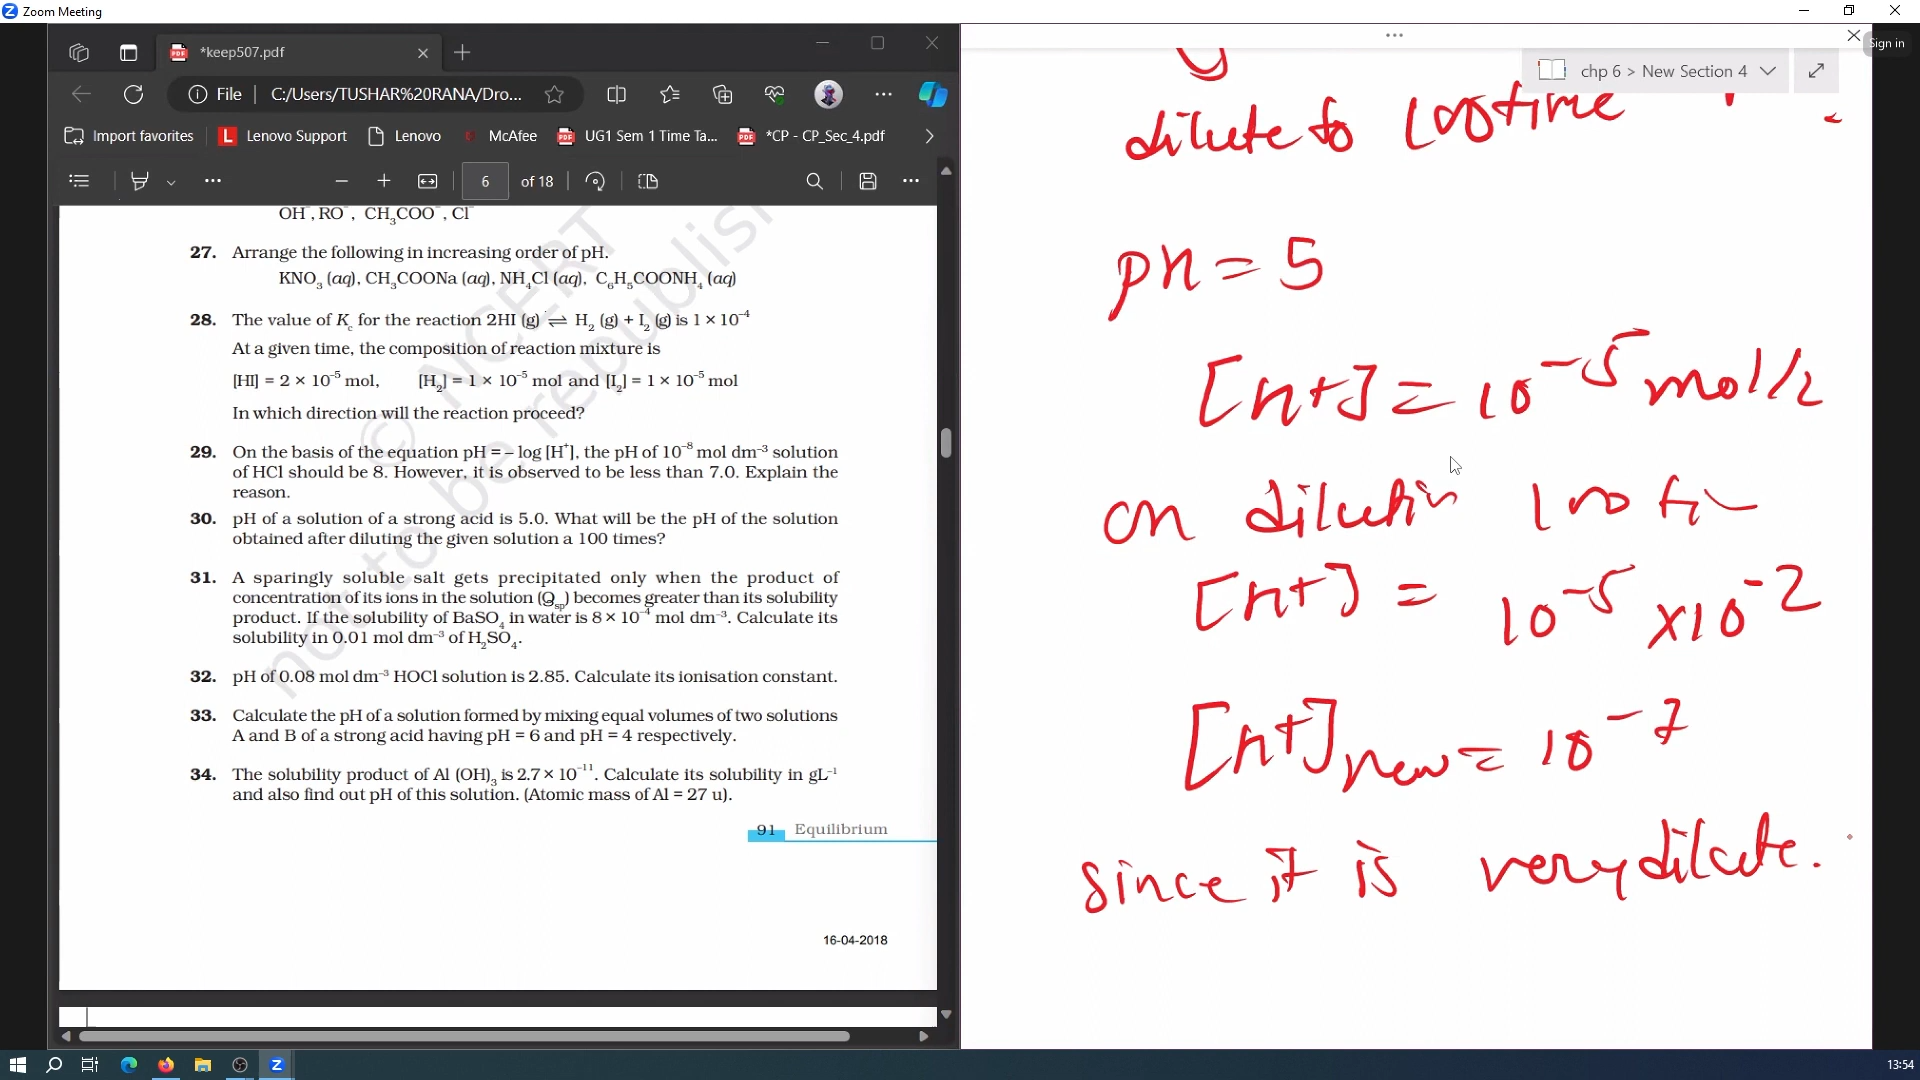 Zoom Meeting
*keep507.pdf
Sign in
File | C:/Users/TUSHAR%20RANA/Dro...
Import favorites Lenovo Support Lenovo McAfee UG1 Sem 1 Time Ta... *CP - CP_Sec_4.pdf
6 of 18
OH⁻, RO⁻, CH₃COO⁻, Cl⁻
27. Arrange the following in increasing order of pH.
KNO₃ (aq), CH₃COONa (aq), NH₄Cl (aq), C₆H₅COONH₄ (aq)
28. The value of K꜀ for the reaction 2HI (g) ⇌ H₂ (g) + I₂ (g) is 1 × 10⁻⁴
At a given time, the composition of reaction mixture is
[HI] = 2 × 10⁻⁵ mol, [H₂] = 1 × 10⁻⁵ mol and [I₂] = 1 × 10⁻⁵ mol
In which direction will the reaction proceed?
29. On the basis of the equation pH = – log [H⁺], the pH of 10⁻⁸ mol dm⁻³ solution
of HCl should be 8. However, it is observed to be less than 7.0. Explain the
reason.
30. pH of a solution of a strong acid is 5.0. What will be the pH of the solution
obtained after diluting the given solution a 100 times?
31. A sparingly soluble salt gets precipitated only when the product of
concentration of its ions in the solution (Qsp) becomes greater than its solubility
product. If the solubility of BaSO₄ in water is 8 × 10⁻⁴ mol dm⁻³. Calculate its
solubility in 0.01 mol dm⁻³ of H₂SO₄.
32. pH of 0.08 mol dm⁻³ HOCl solution is 2.85. Calculate its ionisation constant.
33. Calculate the pH of a solution formed by mixing equal volumes of two solutions
A and B of a strong acid having pH = 6 and pH = 4 respectively.
34. The solubility product of Al (OH)₃ is 2.7 × 10⁻¹¹. Calculate its solubility in gL⁻¹
and also find out pH of this solution. (Atomic mass of Al = 27 u).
91 Equilibrium
16-04-2018
© NCERT
not to be republis
chp 6 > New Section 4
dilute to 100 time
pH = 5
[H+] = 10⁻⁵ mol/L
on dilution 100 tim
[H+] = 10⁻⁵ × 10⁻²
[H+]new = 10⁻⁷
since it is very dilute.
13:54